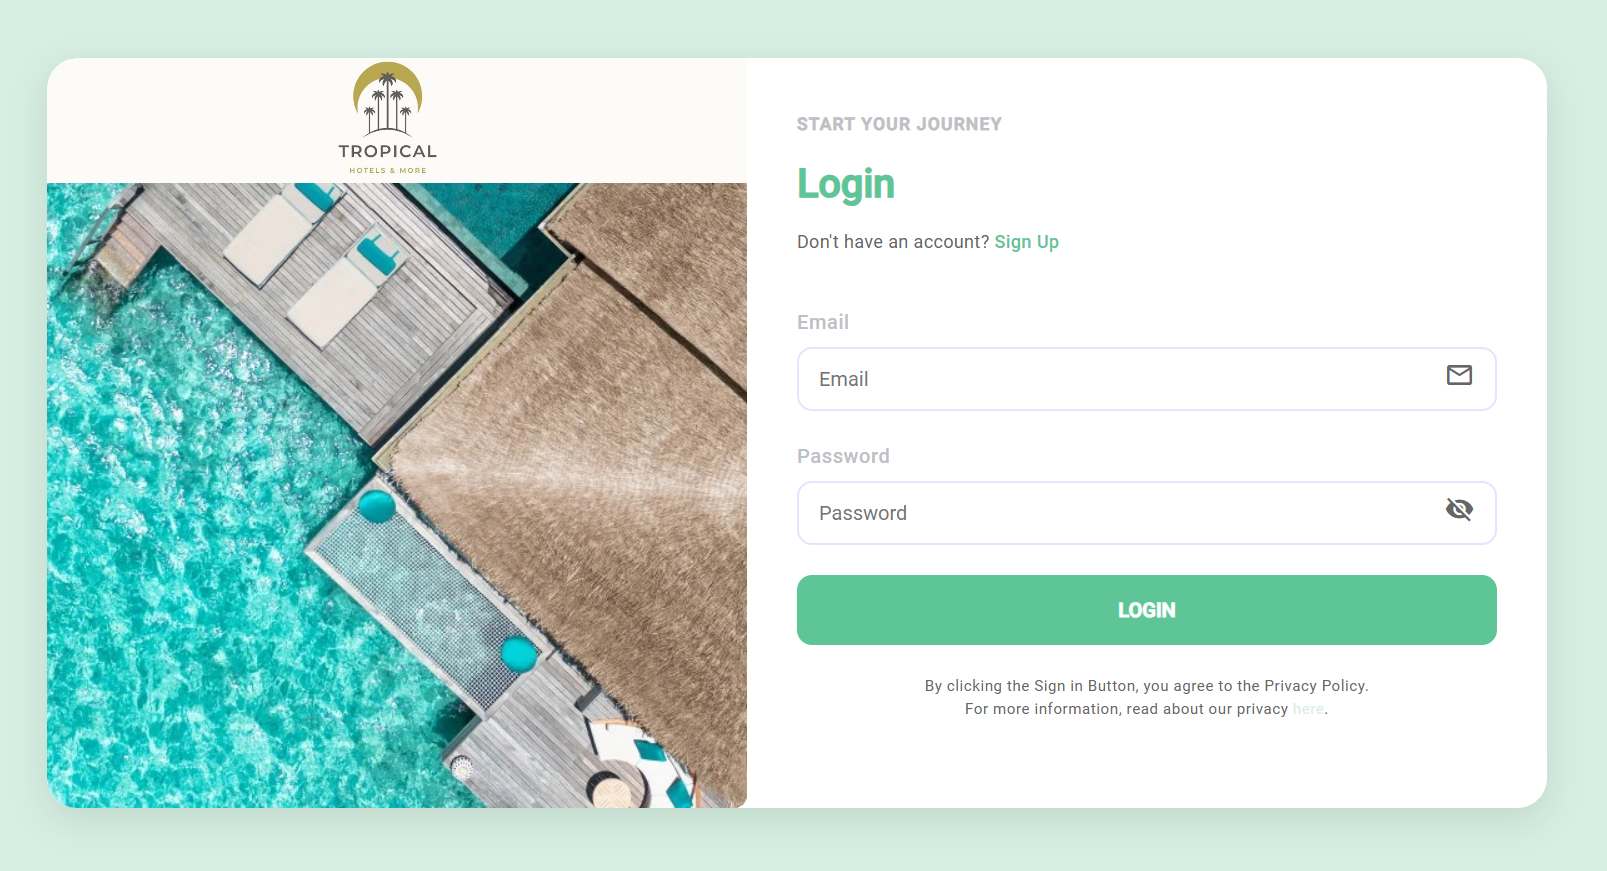 TROPICAL
HOTELS & MORE
START YOUR JOURNEY
Login
Don't have an account? Sign Up
Email
Email
Password
Password
LOGIN
By clicking the Sign in Button, you agree to the Privacy Policy.
For more information, read about our privacy here.